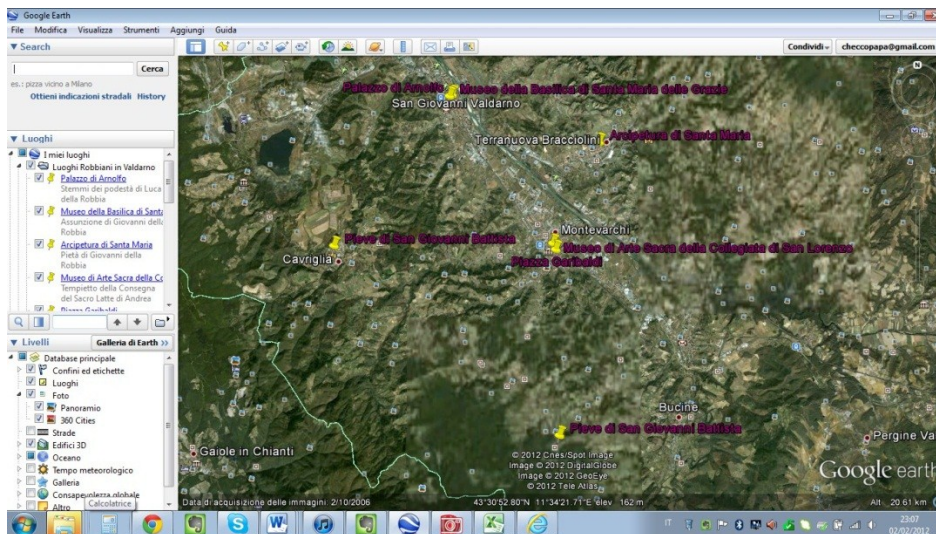 Google Earth
File Modifica Visualizza Strumenti Aggiungi Guida
Search
Cerca
es.: pizza vicino a Milano
Ottieni indicazioni stradali History
Condividi
checcopapa@gmail.com
Luoghi
I miei luoghi
Luoghi Robbiani in Valdarno
Palazzo di Arnolfo
Stemmi dei podestà di Luca
della Robbia
Museo della Basilica di Santa
Assunzione di Giovanni della
Robbia
Arcipetura di Santa Maria
Pietà di Giovanni della
Robbia
Museo di Arte Sacra della Co
Tempietto della Consegna
del Sacro Latte di Andrea
Piazza Garibaldi
Livelli
Galleria di Earth >>
Database principale
Confini ed etichette
Luoghi
Foto
Panoramio
360 Cities
Strade
Edifici 3D
Oceano
Tempo meteorologico
Galleria
Consapevolezza globale
Altro
Calcolatrice
Palazzo di Arnolfo
Museo della Basilica di Santa Maria delle Grazie
San Giovanni Valdarno
Terranuova Bracciolini
Arcipetura di Santa Maria
Montevarchi
Pieve di San Giovanni Battista
Museo di Arte Sacra della Collegiata di San Lorenzo
Cavriglia
Piazza Garibaldi
Bucine
Pieve di San Giovanni Battista
Pergine Val
Gaiole in Chianti
© 2012 Cnes/Spot Image
Image © 2012 DigitalGlobe
Image © 2012 GeoEye
© 2012 Tele Atlas
Google earth
Data di acquisizione delle immagini: 2/10/2006
43°30'52.80"N 11°34'21.71"E elev 162 m
Alt 20.61 km
IT
23:07
02/02/2012